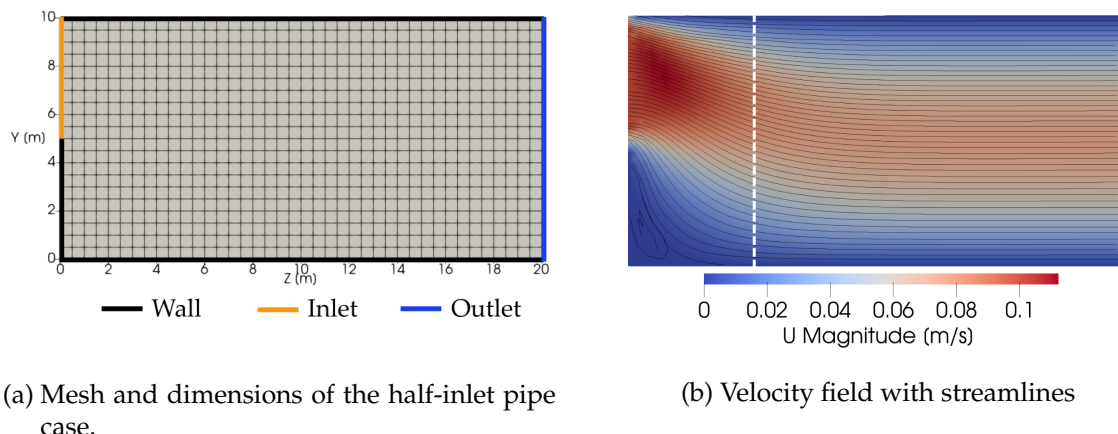 10
8
6
Y (m)
4
2
0
0 2 4 6 8 10 12 14 16 18 20
Z (m)
Wall Inlet Outlet
(a) Mesh and dimensions of the half-inlet pipe
case.
0 0.02 0.04 0.06 0.08 0.1
U Magnitude (m/s)
(b) Velocity field with streamlines